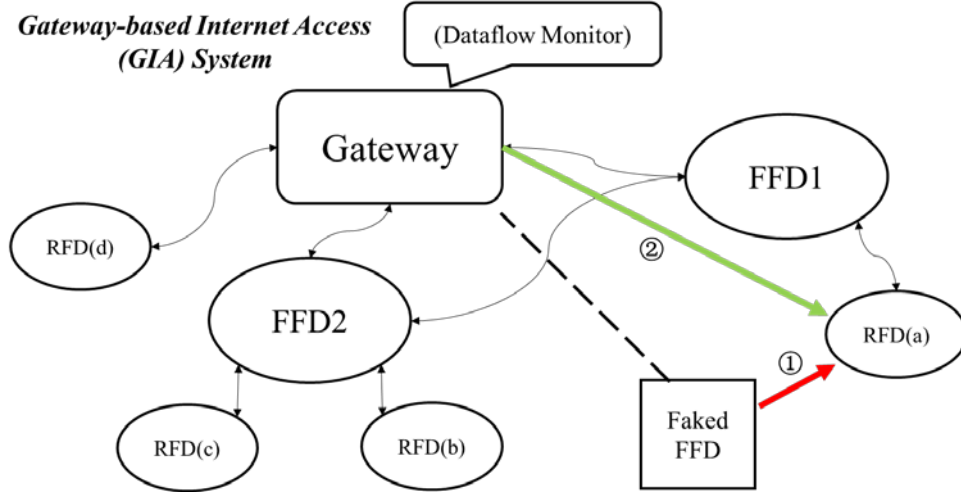 Gateway-based Internet Access
(GIA) System
(Dataflow Monitor)
Gateway
FFD1
RFD(d)
②
FFD2
RFD(a)
①
Faked
FFD
RFD(c)
RFD(b)